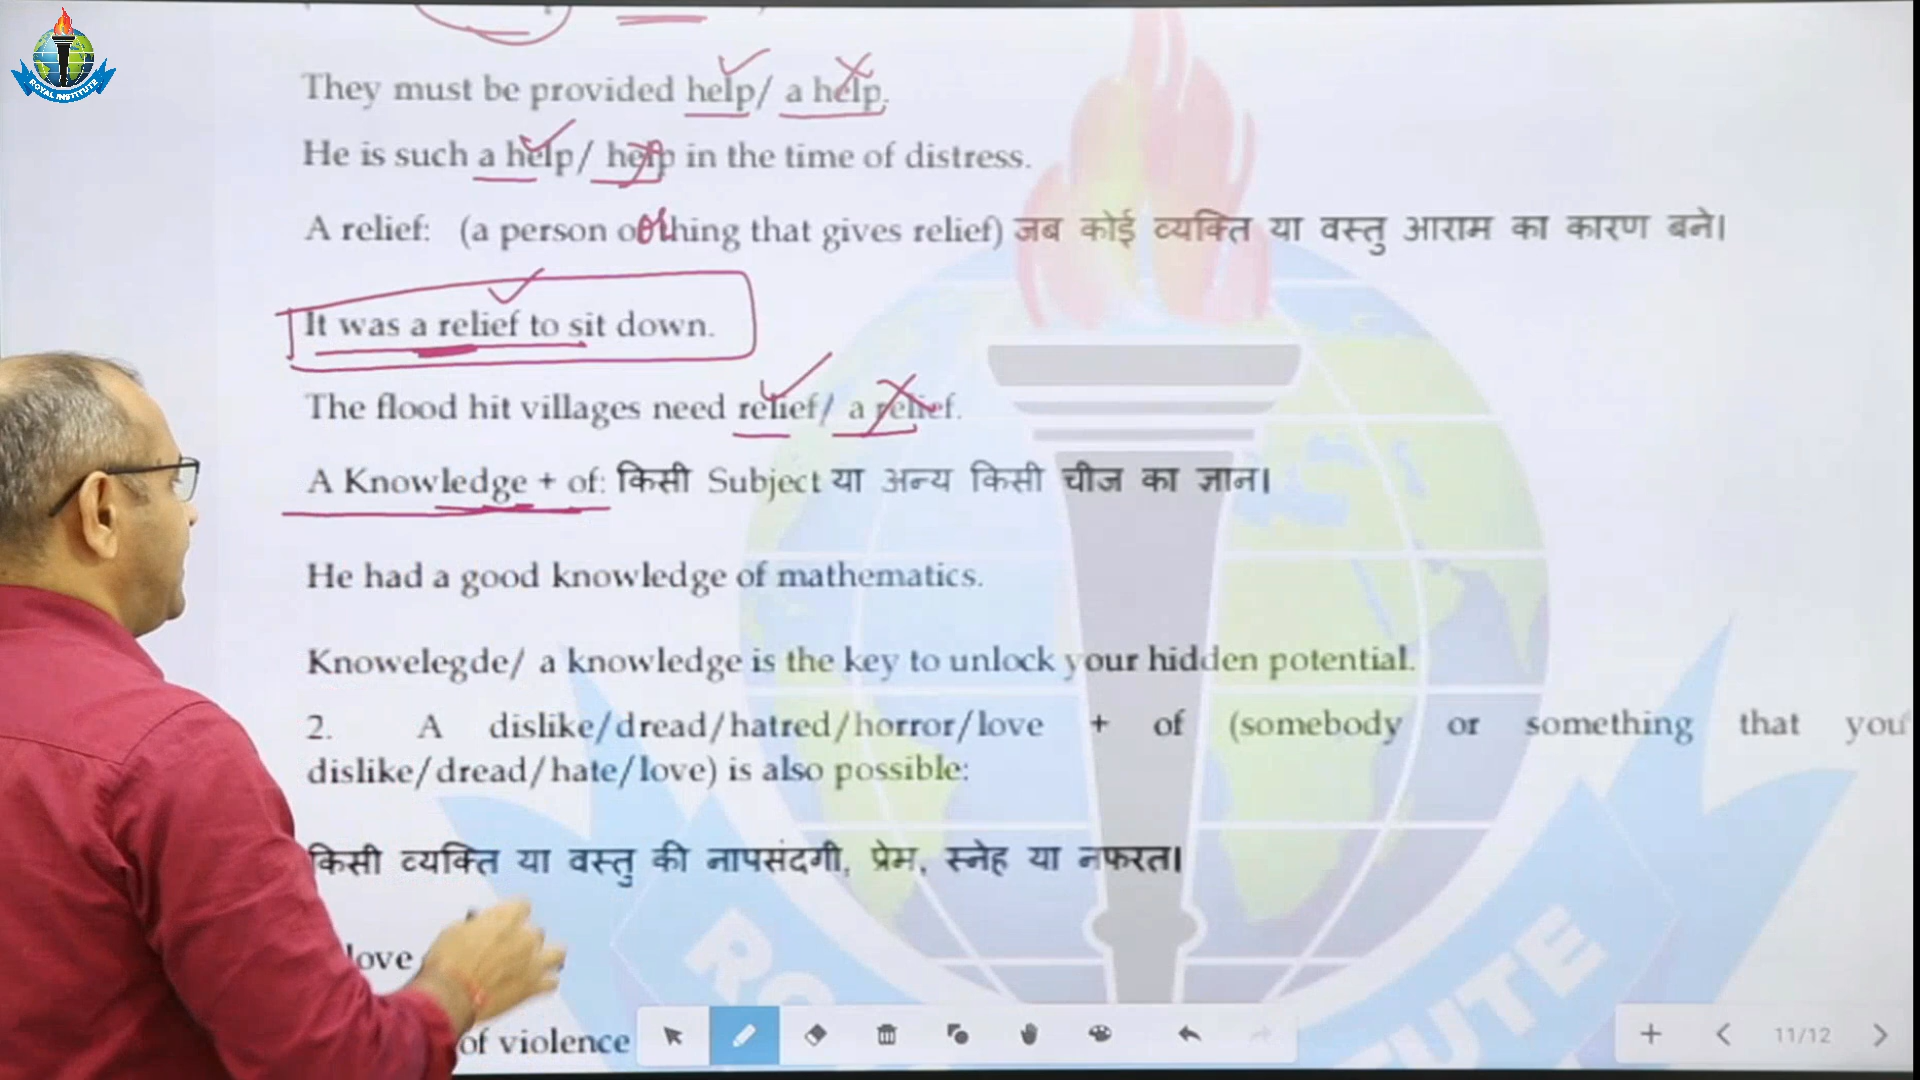 ROYAL INSTITUTE
They must be provided help/ a help.
He is such a help/ help in the time of distress.
A relief: (a person or thing that gives relief) जब कोई व्यक्ति या वस्तु आराम का कारण बने।
It was a relief to sit down.
The flood hit villages need relief/ a relief.
A Knowledge + of: किसी Subject या अन्य किसी चीज का ज्ञान।
He had a good knowledge of mathematics.
Knowelegde/ a knowledge is the key to unlock your hidden potential.
2. A dislike/dread/hatred/horror/love + of (somebody or something that you
dislike/dread/hate/love) is also possible:
किसी व्यक्ति या वस्तु की नापसंदगी, प्रेम, स्नेह या नफरत।
love
of violence
11/12